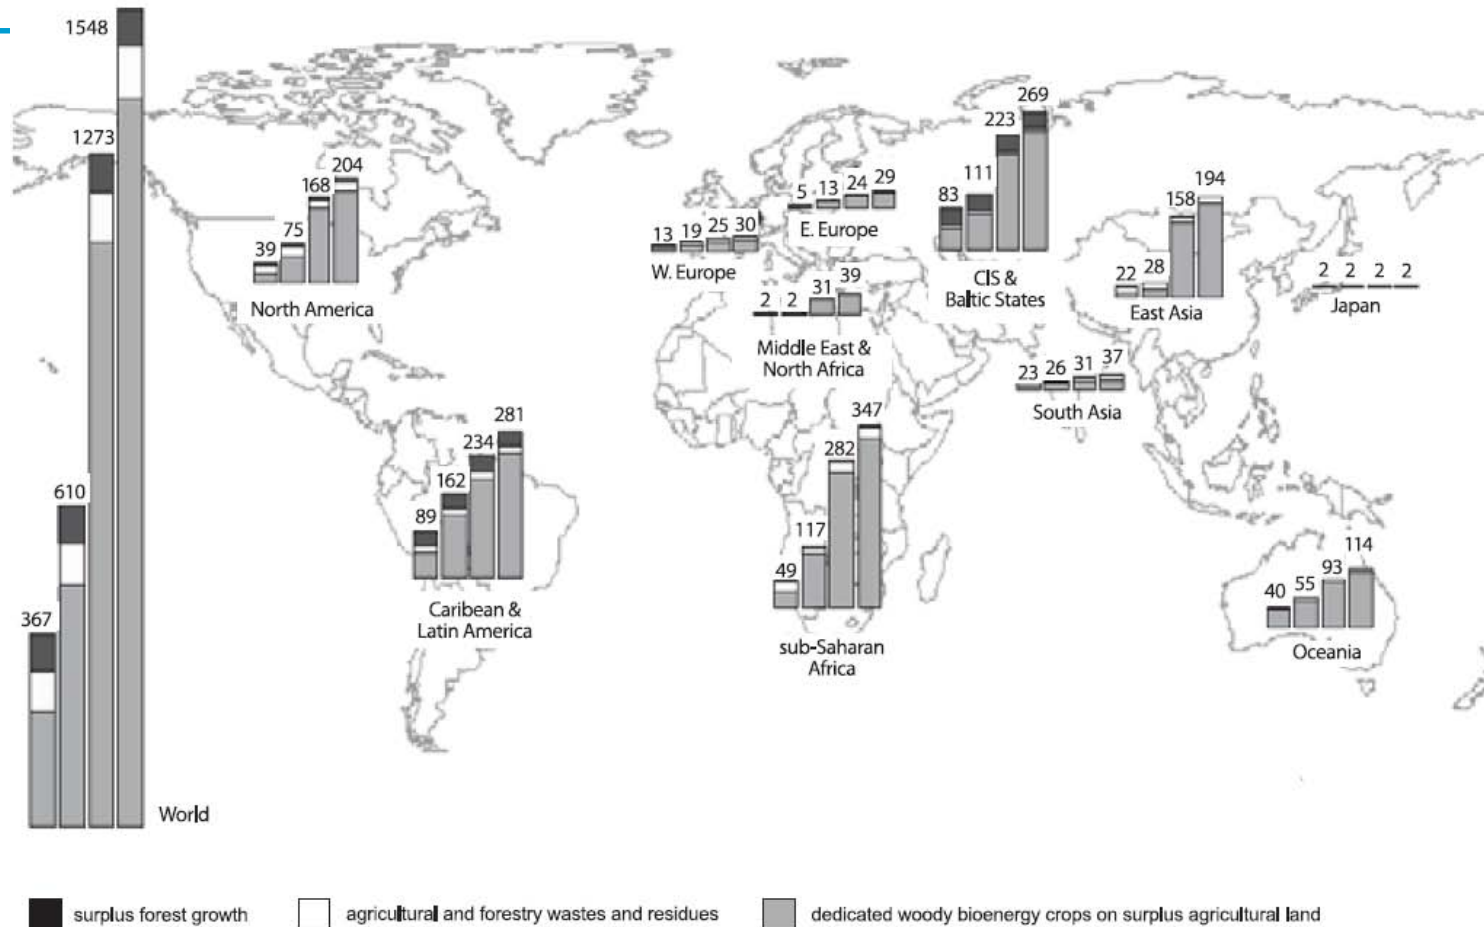 1548
1273
610
367
World
39 75 168 204
North America
89 162 234 281
Caribean &
Latin America
13 19 25 30
W. Europe
5 13 24 29
E. Europe
2 2 31 39
Middle East &
North Africa
49 117 282 347
sub-Saharan
Africa
83 111 223 269
CIS &
Baltic States
22 28 158 194
East Asia
2 2 2 2
Japan
23 26 31 37
South Asia
40 55 93 114
Oceania
surplus forest growth
agricultural and forestry wastes and residues
dedicated woody bioenergy crops on surplus agricultural land